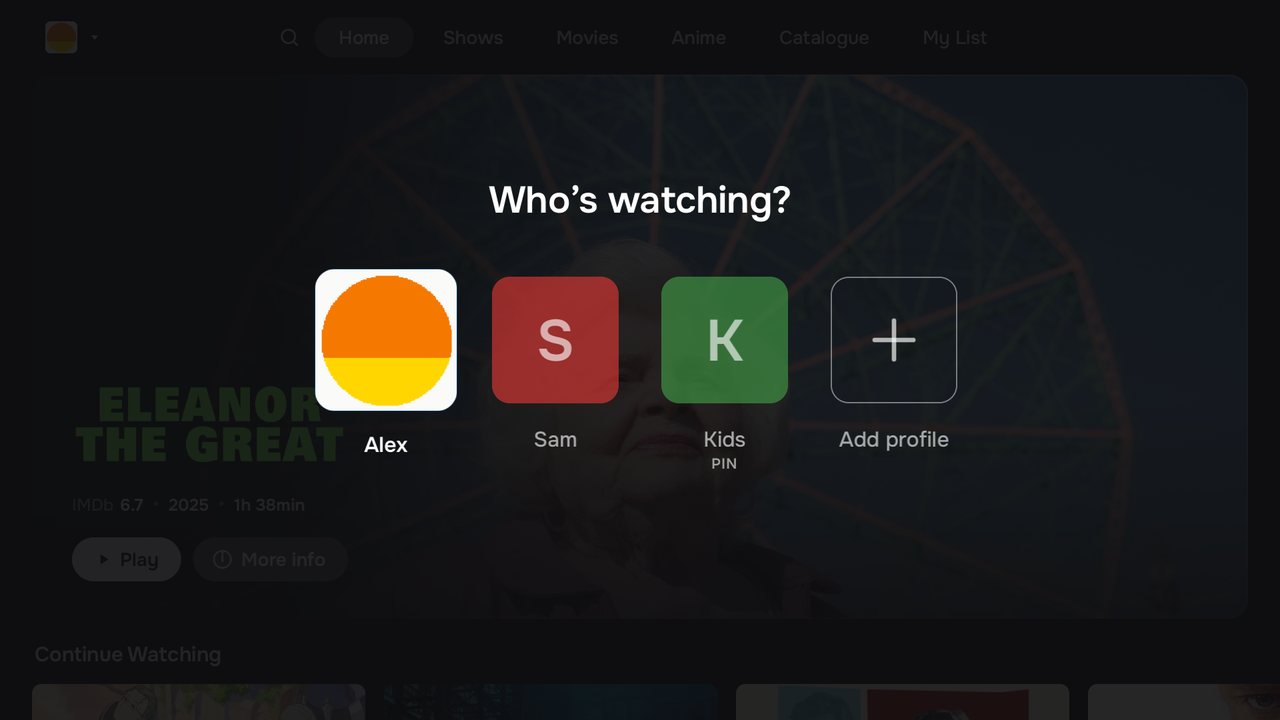 Home Shows Movies Anime Catalogue My List
Who’s watching?
S
K
Alex
Sam
Kids
PIN
Add profile
ELEANOR
THE GREAT
IMDb 6.7 • 2025 • 1h 38min
Play
More info
Continue Watching